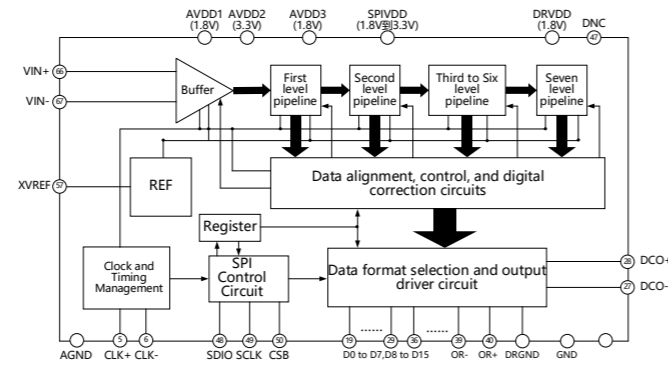 AVDD1 AVDD2 AVDD3 SPIVDD DRVDD DNC
(1.8V) (3.3V) (1.8V) (1.8V到3.3V) (1.8V)
47
VIN+ 66
VIN- 67
Buffer
First
level
pipeline
Second
level
pipeline
Third to Six
level
pipeline
Seven
level
pipeline
XVREF 57
REF
Data alignment, control, and digital
correction circuits
Register
Clock and
Timing
Management
SPI
Control
Circuit
Data format selection and output
driver circuit
28 DCO+
27 DCO-
5 6 48 49 50 19 ...... 29 36 ...... 39 40
AGND CLK+ CLK- SDIO SCLK CSB D0 to D7,D8 to D15 OR- OR+ DRGND GND